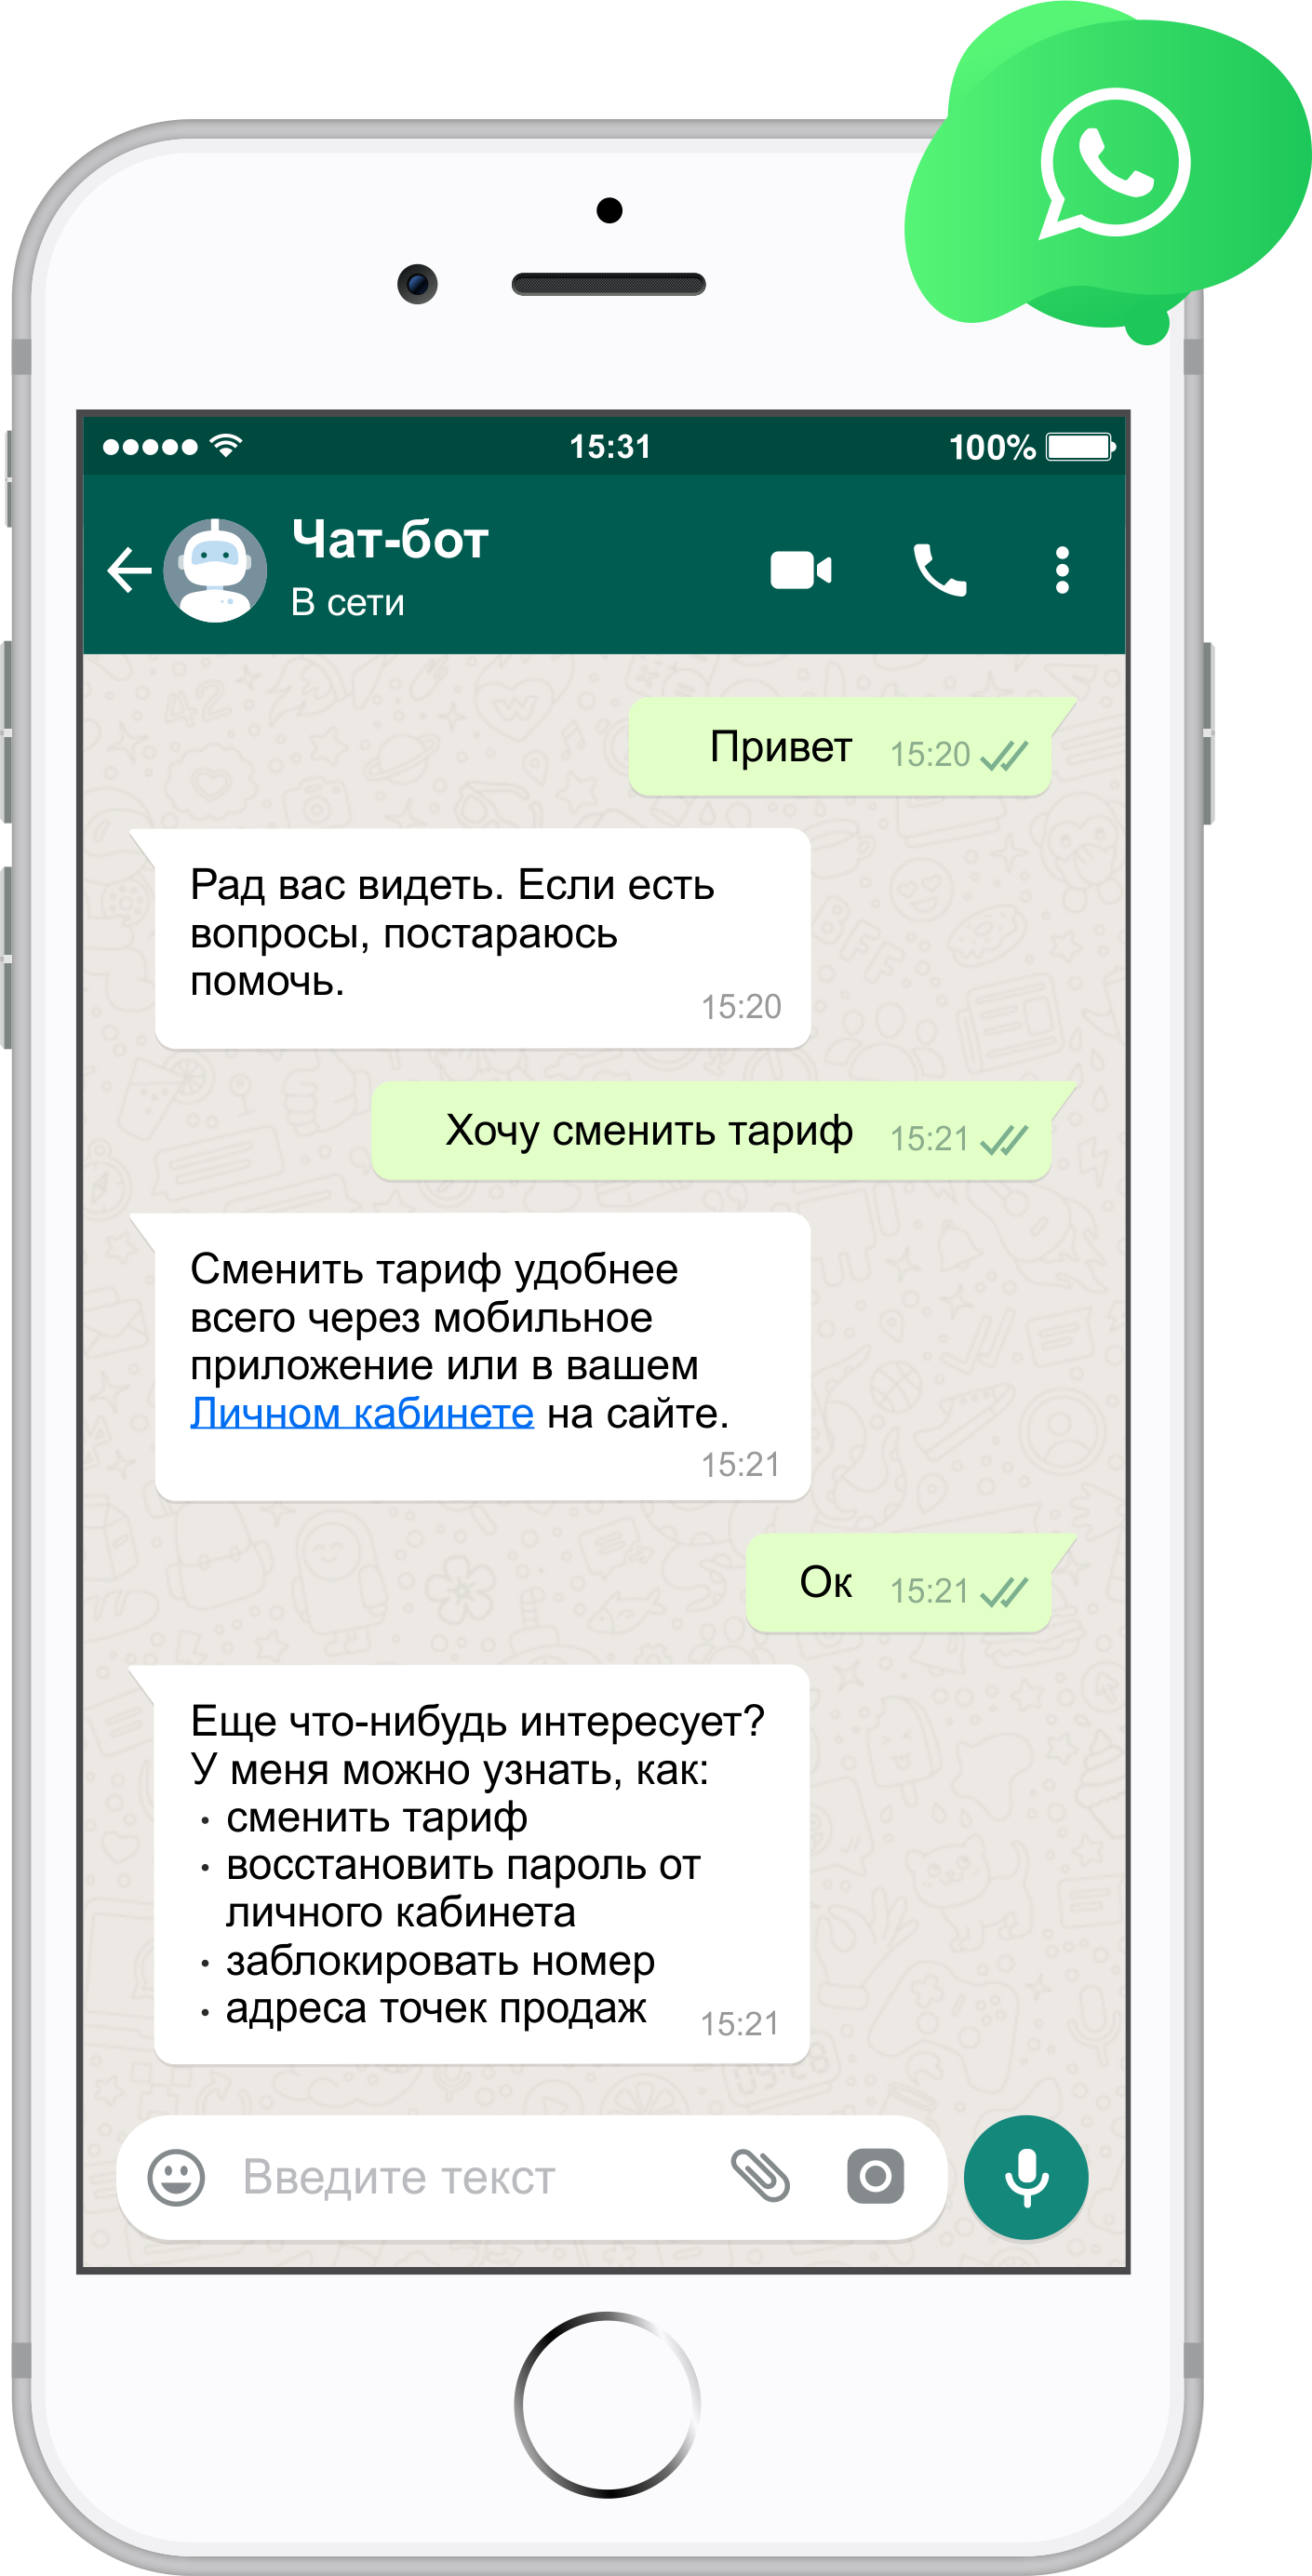 15:31
100%
Чат-бот
В сети
Привет 15:20
Рад вас видеть. Если есть
вопросы, постараюсь
помочь.
15:20
Хочу сменить тариф 15:21
Сменить тариф удобнее
всего через мобильное
приложение или в вашем
Личном кабинете на сайте.
15:21
Ок 15:21
Еще что-нибудь интересует?
У меня можно узнать, как:
· сменить тариф
· восстановить пароль от
личного кабинета
· заблокировать номер
· адреса точек продаж 15:21
Введите текст